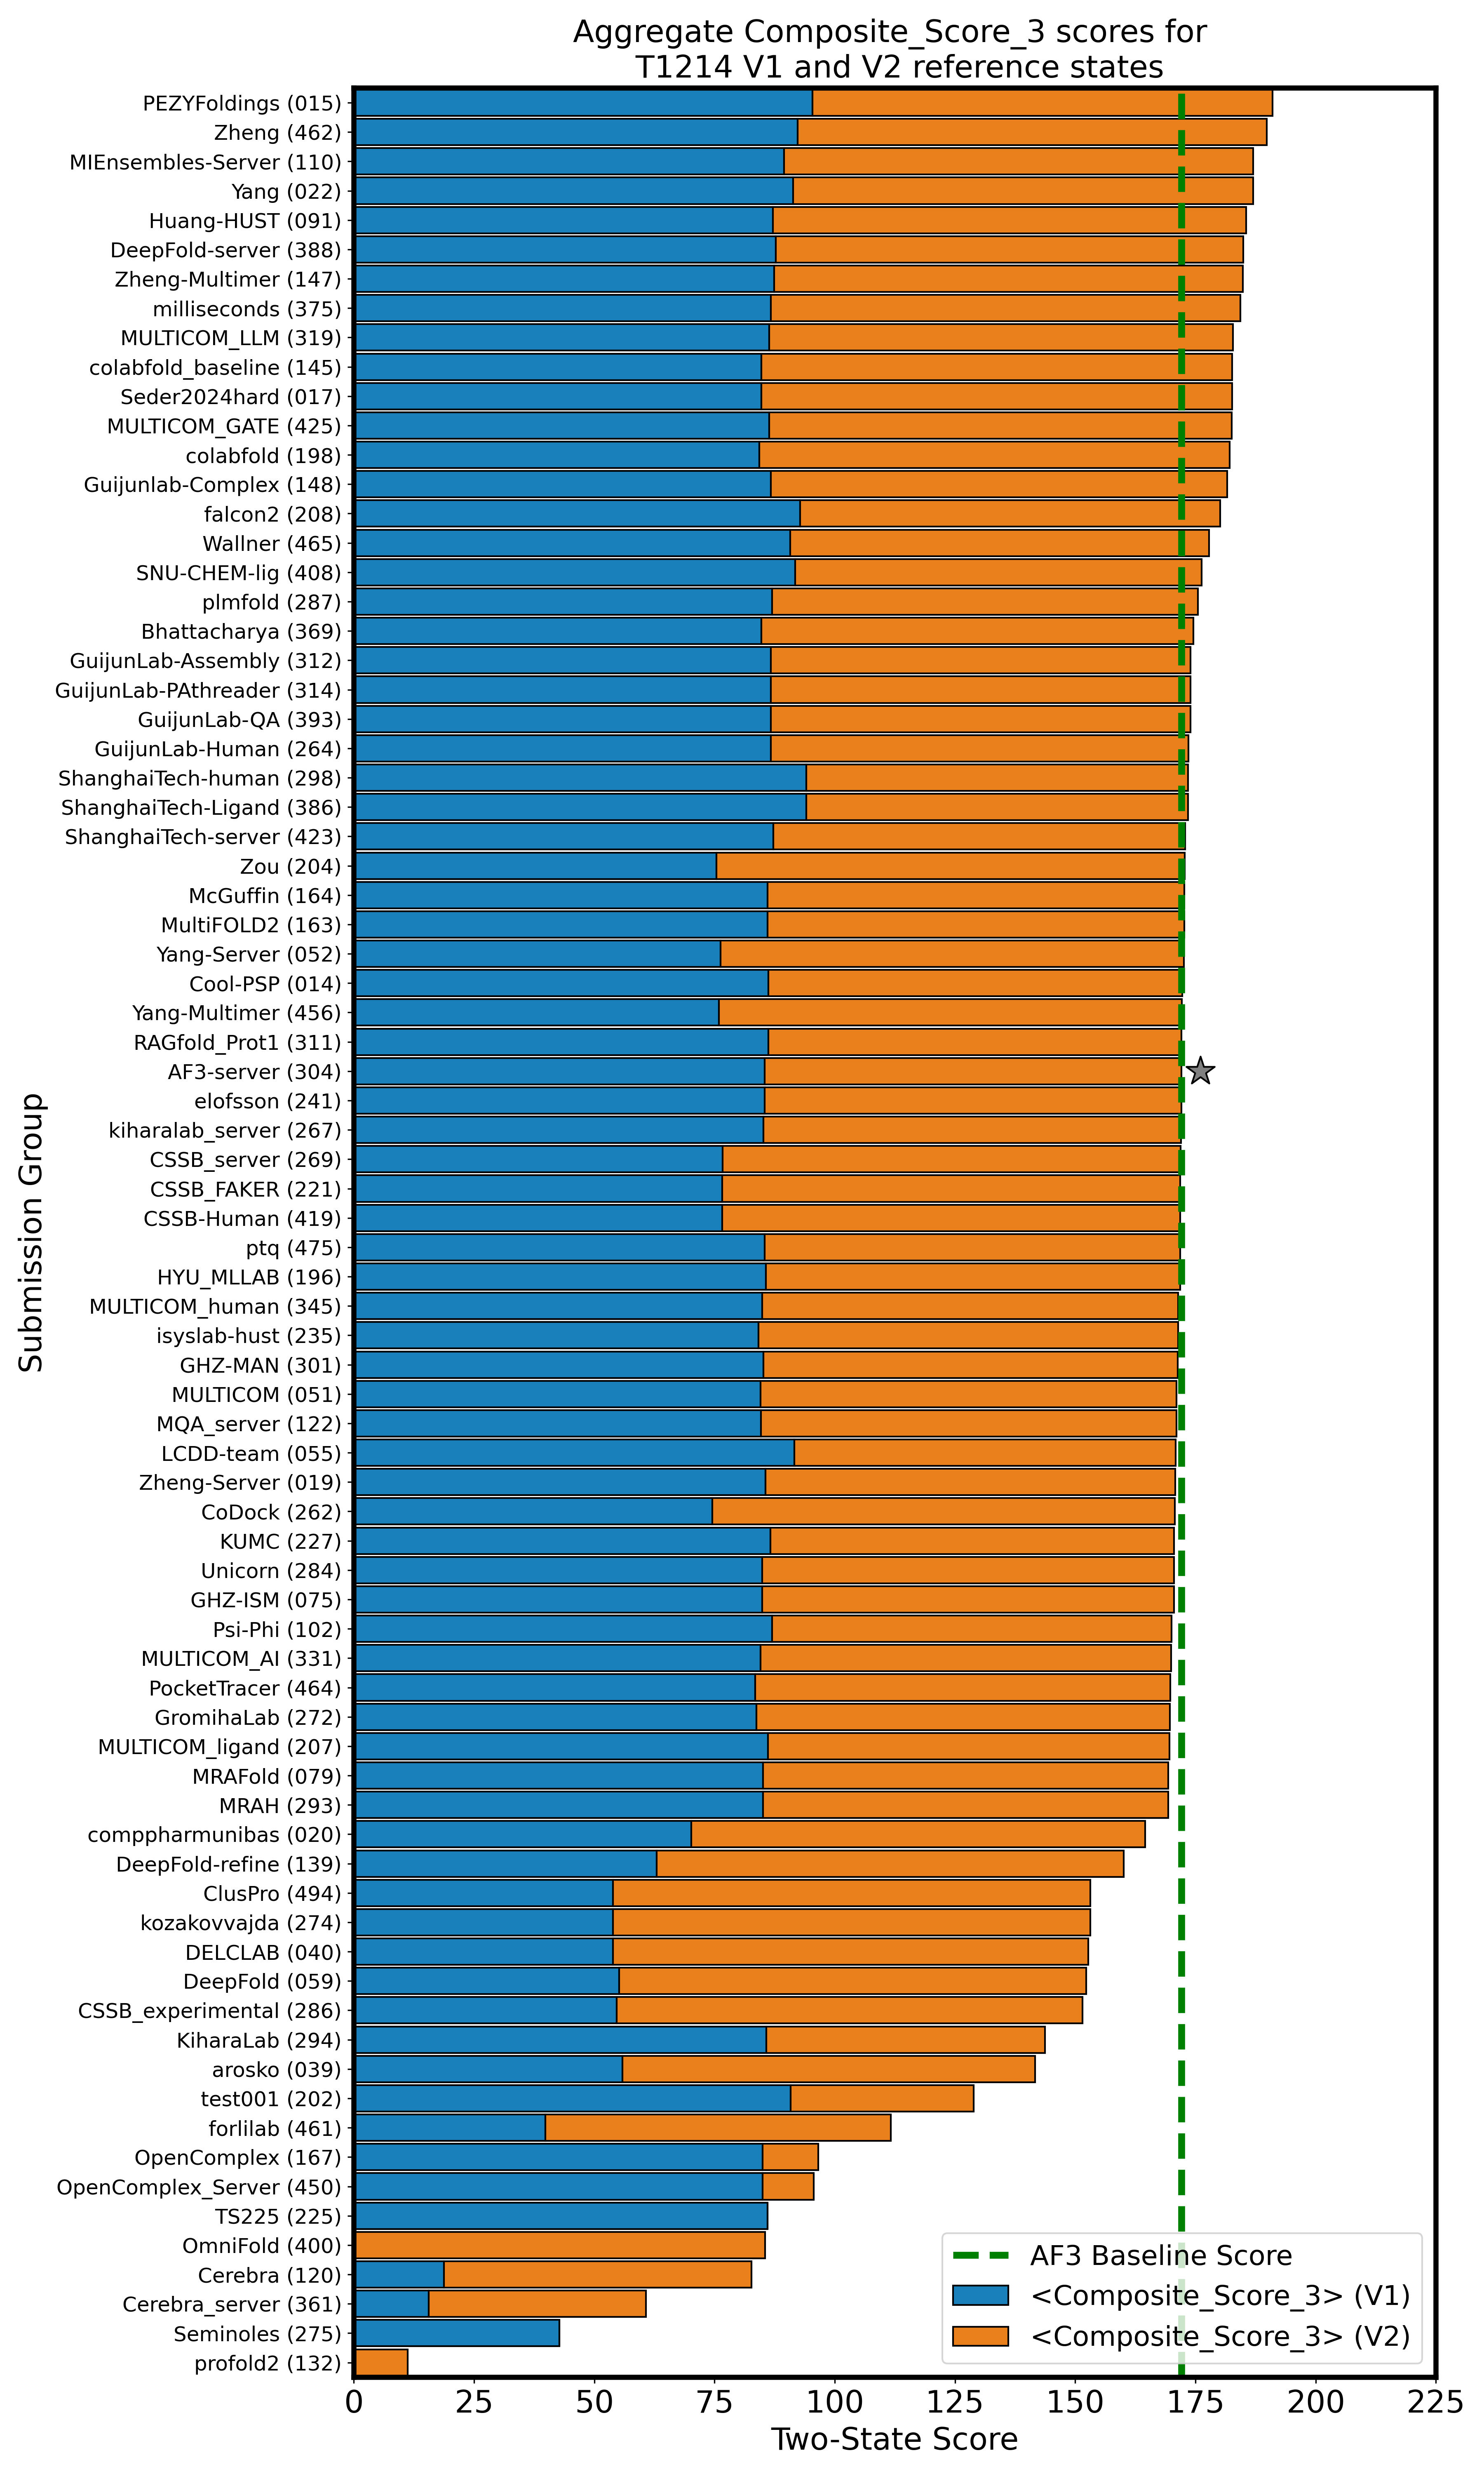 Aggregate Composite_Score_3 scores for
T1214 V1 and V2 reference states
PEZYFoldings (015)
Zheng (462)
MIEnsembles-Server (110)
Yang (022)
Huang-HUST (091)
DeepFold-server (388)
Zheng-Multimer (147)
milliseconds (375)
MULTICOM_LLM (319)
colabfold_baseline (145)
Seder2024hard (017)
MULTICOM_GATE (425)
colabfold (198)
Guijunlab-Complex (148)
falcon2 (208)
Wallner (465)
SNU-CHEM-lig (408)
plmfold (287)
Bhattacharya (369)
GuijunLab-Assembly (312)
GuijunLab-PAthreader (314)
GuijunLab-QA (393)
GuijunLab-Human (264)
ShanghaiTech-human (298)
ShanghaiTech-Ligand (386)
ShanghaiTech-server (423)
Zou (204)
McGuffin (164)
MultiFOLD2 (163)
Yang-Server (052)
Cool-PSP (014)
Yang-Multimer (456)
RAGfold_Prot1 (311)
AF3-server (304)
elofsson (241)
kiharalab_server (267)
CSSB_server (269)
CSSB_FAKER (221)
CSSB-Human (419)
ptq (475)
HYU_MLLAB (196)
MULTICOM_human (345)
isyslab-hust (235)
GHZ-MAN (301)
MULTICOM (051)
MQA_server (122)
LCDD-team (055)
Zheng-Server (019)
CoDock (262)
KUMC (227)
Unicorn (284)
GHZ-ISM (075)
Psi-Phi (102)
MULTICOM_AI (331)
PocketTracer (464)
GromihaLab (272)
MULTICOM_ligand (207)
MRAFold (079)
MRAH (293)
comppharmunibas (020)
DeepFold-refine (139)
ClusPro (494)
kozakovvajda (274)
DELCLAB (040)
DeepFold (059)
CSSB_experimental (286)
KiharaLab (294)
arosko (039)
test001 (202)
forlilab (461)
OpenComplex (167)
OpenComplex_Server (450)
TS225 (225)
OmniFold (400)
Cerebra (120)
Cerebra_server (361)
Seminoles (275)
profold2 (132)
Submission Group
AF3 Baseline Score
<Composite_Score_3> (V1)
<Composite_Score_3> (V2)
0 25 50 75 100 125 150 175 200 225
Two-State Score